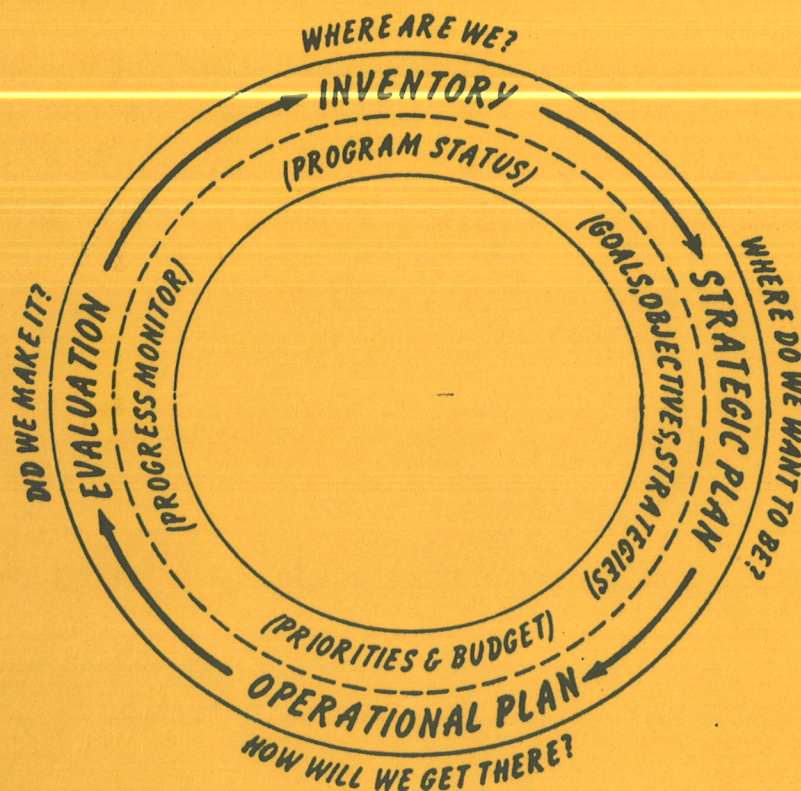 WHERE ARE WE?
INVENTORY
(PROGRAM STATUS)
WHERE DO WE WANT TO BE?
STRATEGIC PLAN
(GOALS, OBJECTIVES, STRATEGIES)
HOW WILL WE GET THERE?
OPERATIONAL PLAN
(PRIORITIES & BUDGET)
DID WE MAKE IT?
EVALUATION
(PROGRESS MONITOR)